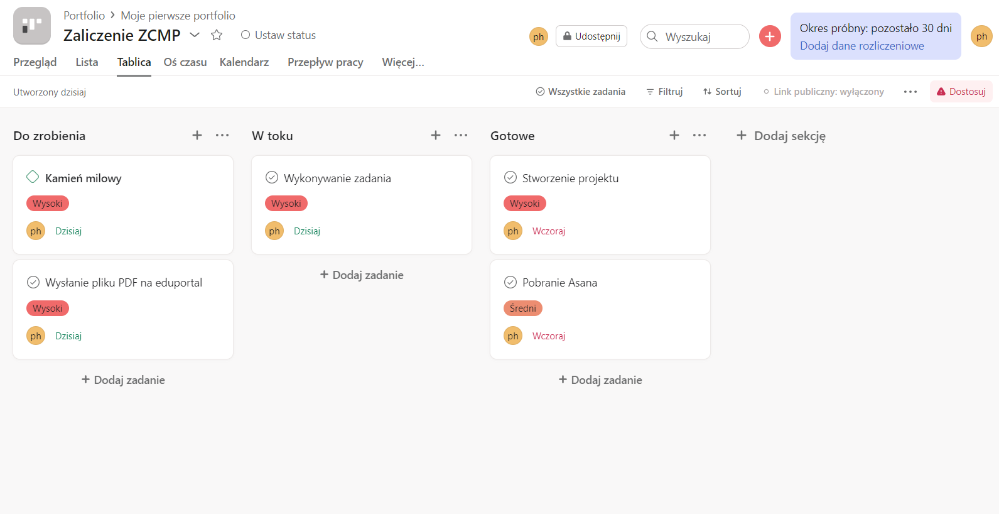 Portfolio > Moje pierwsze portfolio
Zaliczenie ZCMP
Ustaw status
ph
Udostępnij
Wyszukaj
Okres próbny: pozostało 30 dni
Dodaj dane rozliczeniowe
ph
Przegląd Lista Tablica Oś czasu Kalendarz Przepływ pracy Więcej...
Utworzony dzisiaj
Wszystkie zadania
Filtruj
Sortuj
Link publiczny: wyłączony
Dostosuj
Do zrobienia
Kamień milowy
Wysoki
ph Dzisiaj
Wysłanie pliku PDF na eduportal
Wysoki
ph Dzisiaj
+ Dodaj zadanie
W toku
Wykonywanie zadania
Wysoki
ph Dzisiaj
+ Dodaj zadanie
Gotowe
Stworzenie projektu
Wysoki
ph Wczoraj
Pobranie Asana
Średni
ph Wczoraj
+ Dodaj zadanie
+ Dodaj sekcję